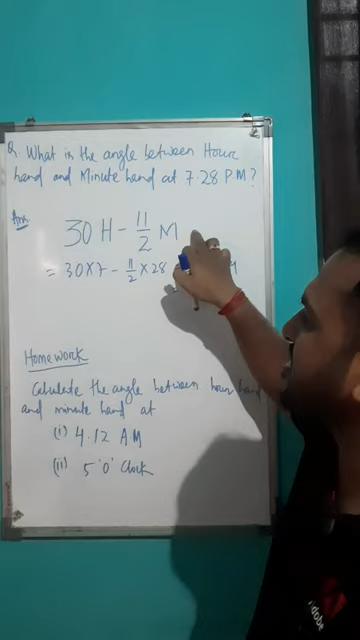 Q. What is the angle between Hour
hand and Minute hand at 7.28 P.M?
Ans.
30 H - 11/2 M
= 30×7 - 11/2 × 28
Homework
Calculate the angle between hour hand
and minute hand at
(i) 4.12 AM
(ii) 5 'O' Clock
Adobe